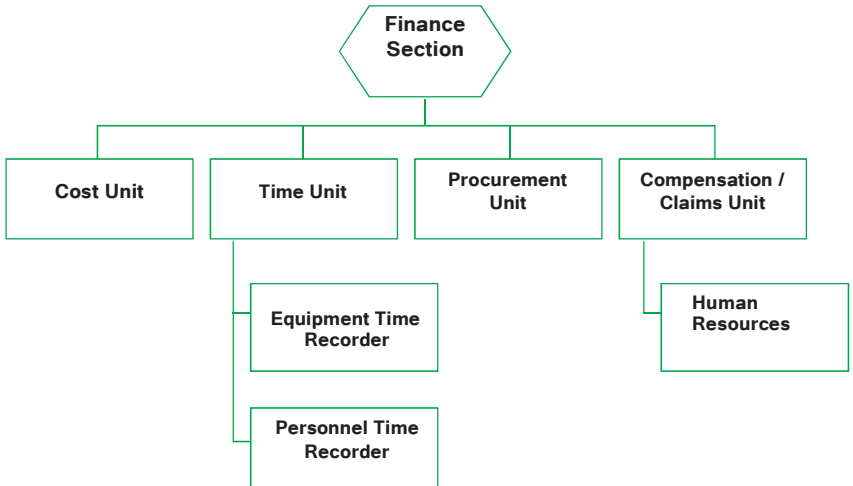 Finance
Section
Cost Unit
Time Unit
Procurement
Unit
Compensation /
Claims Unit
Equipment Time
Recorder
Human
Resources
Personnel Time
Recorder